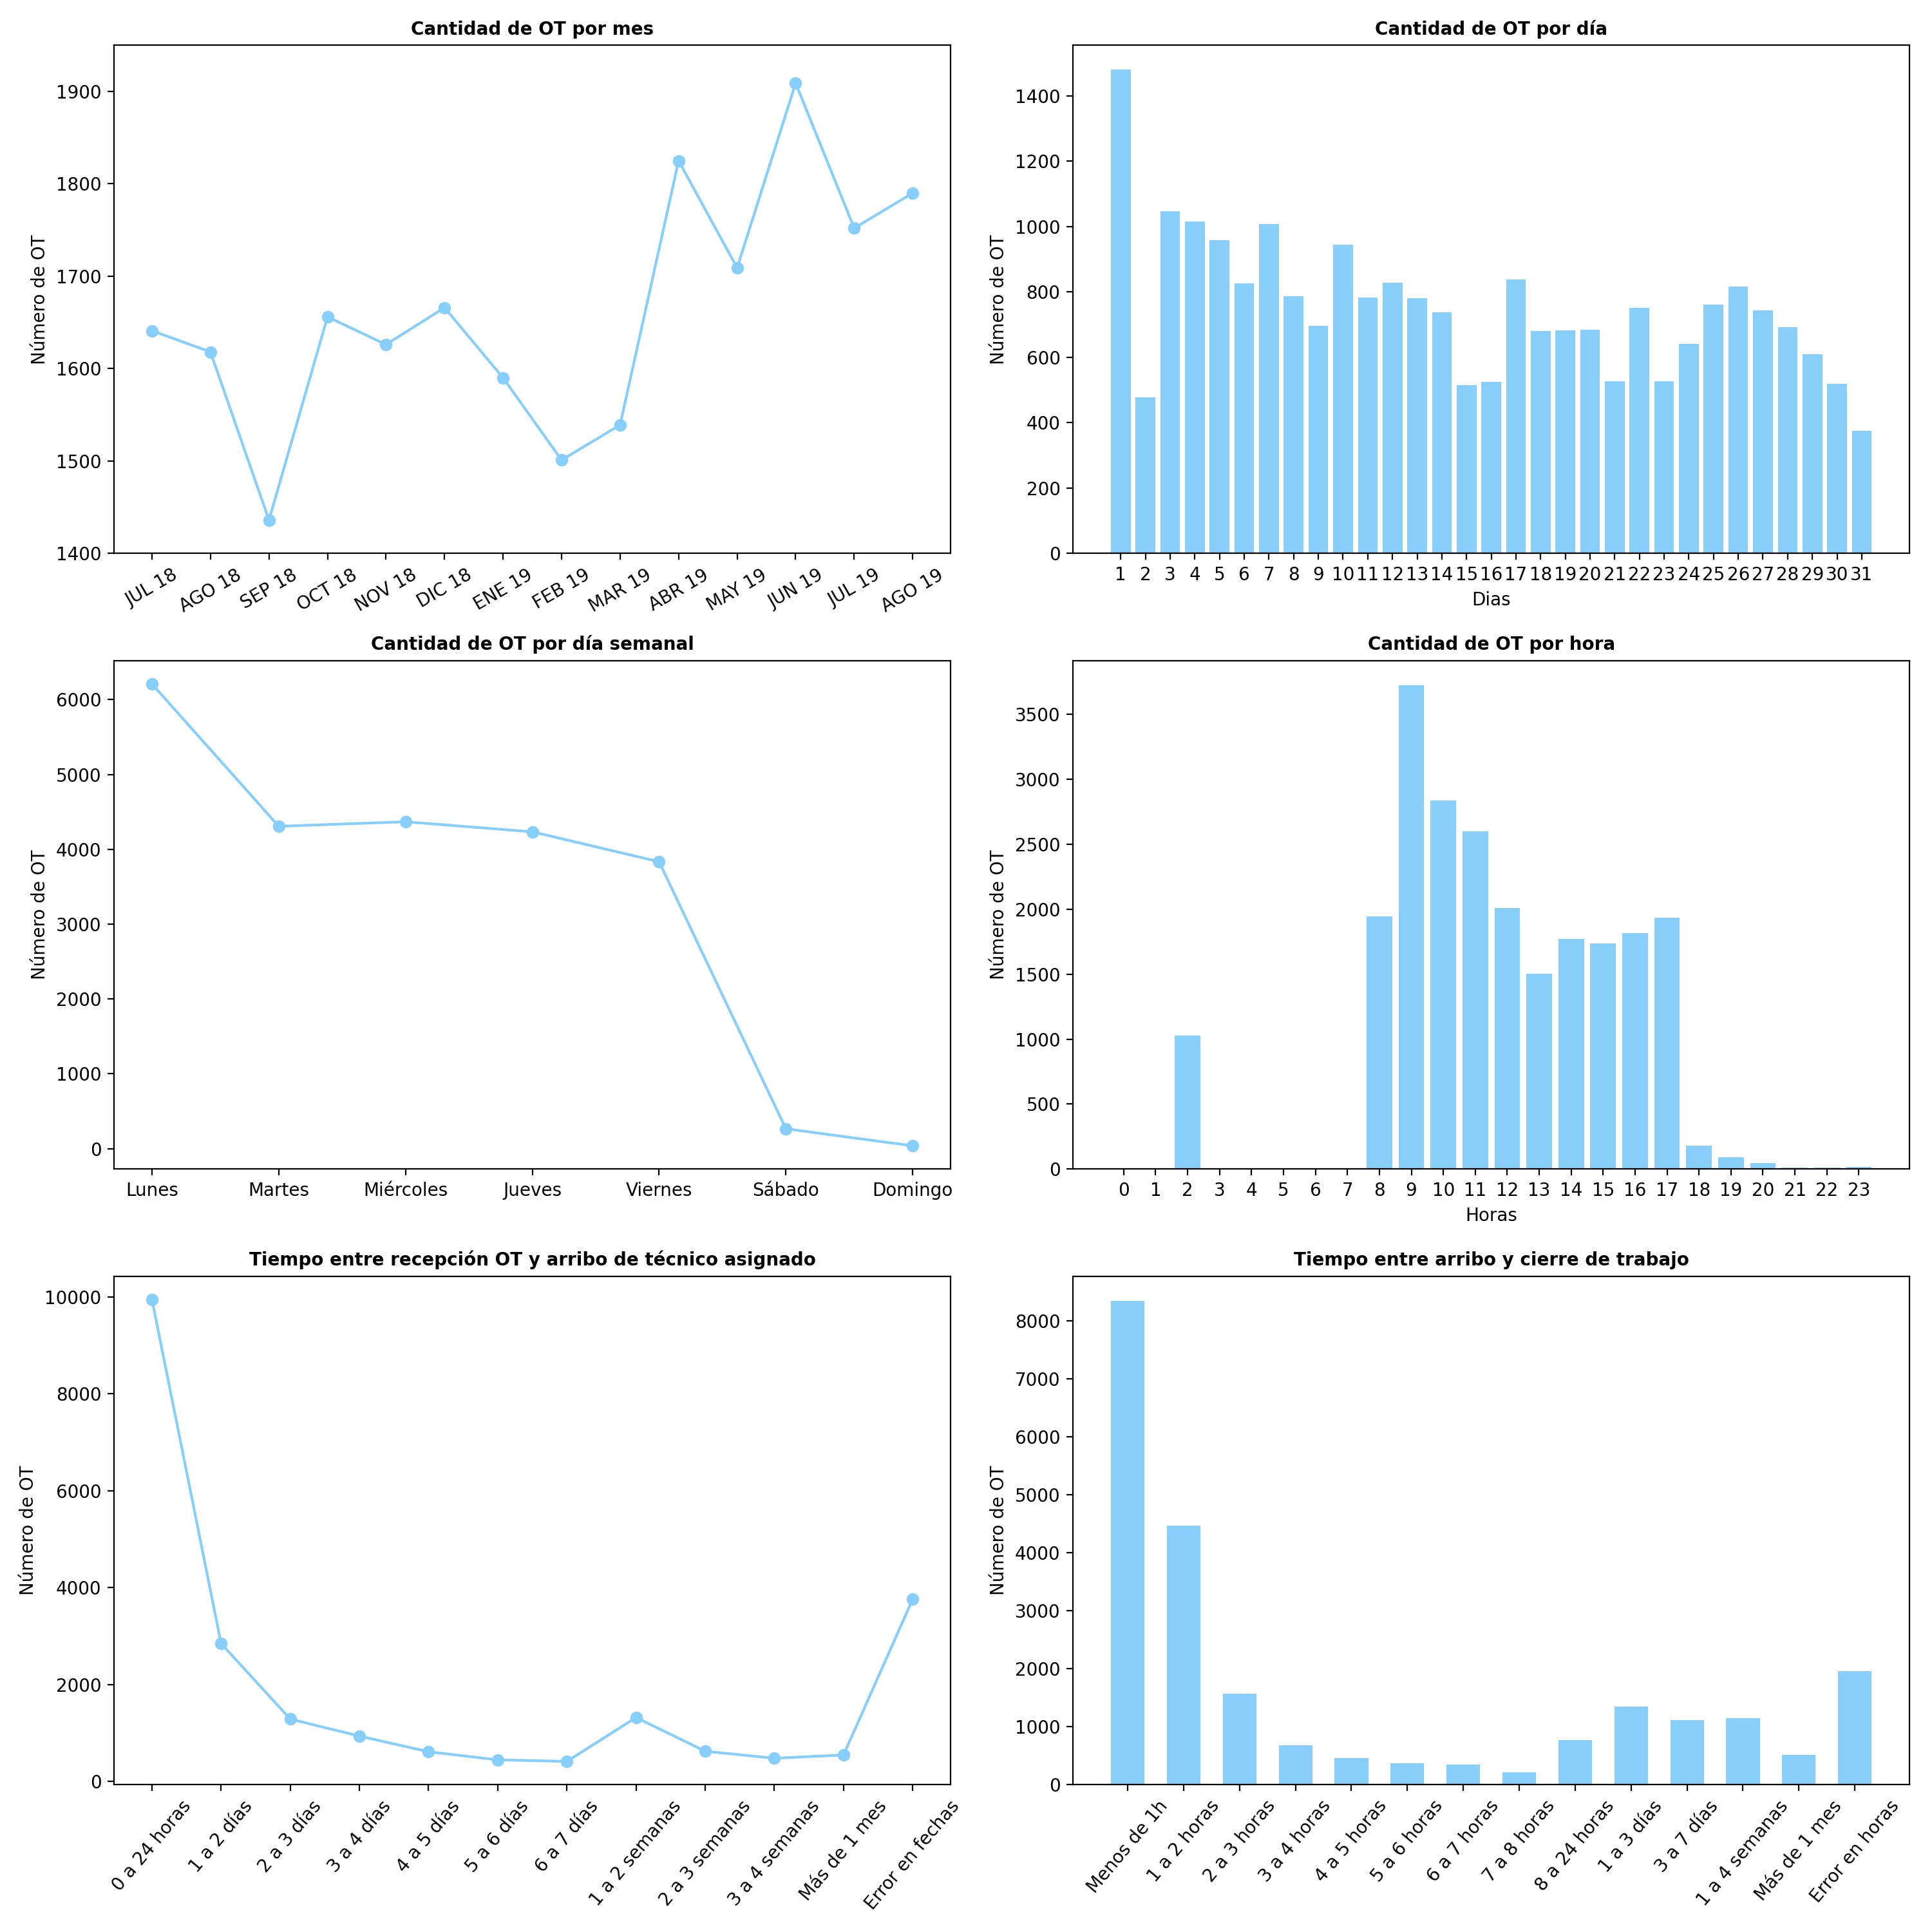 Cantidad de OT por mes
Número de OT
1900
1800
1700
1600
1500
1400
JUL 18 AGO 18 SEP 18 OCT 18 NOV 18 DIC 18 ENE 19 FEB 19 MAR 19 ABR 19 MAY 19 JUN 19 JUL 19 AGO 19
Cantidad de OT por día
Número de OT
1400
1200
1000
800
600
400
200
0
1 2 3 4 5 6 7 8 9 10 11 12 13 14 15 16 17 18 19 20 21 22 23 24 25 26 27 28 29 30 31
Dias
Cantidad de OT por día semanal
Número de OT
6000
5000
4000
3000
2000
1000
0
Lunes Martes Miércoles Jueves Viernes Sábado Domingo
Cantidad de OT por hora
Número de OT
3500
3000
2500
2000
1500
1000
500
0
0 1 2 3 4 5 6 7 8 9 10 11 12 13 14 15 16 17 18 19 20 21 22 23
Horas
Tiempo entre recepción OT y arribo de técnico asignado
Número de OT
10000
8000
6000
4000
2000
0
0 a 24 horas 1 a 2 días 2 a 3 días 3 a 4 días 4 a 5 días 5 a 6 días 6 a 7 días 1 a 2 semanas 2 a 3 semanas 3 a 4 semanas Más de 1 mes Error en fechas
Tiempo entre arribo y cierre de trabajo
Número de OT
8000
7000
6000
5000
4000
3000
2000
1000
0
Menos de 1h 1 a 2 horas 2 a 3 horas 3 a 4 horas 4 a 5 horas 5 a 6 horas 6 a 7 horas 7 a 8 horas 8 a 24 horas 1 a 3 días 3 a 7 días 1 a 4 semanas Más de 1 mes Error en horas